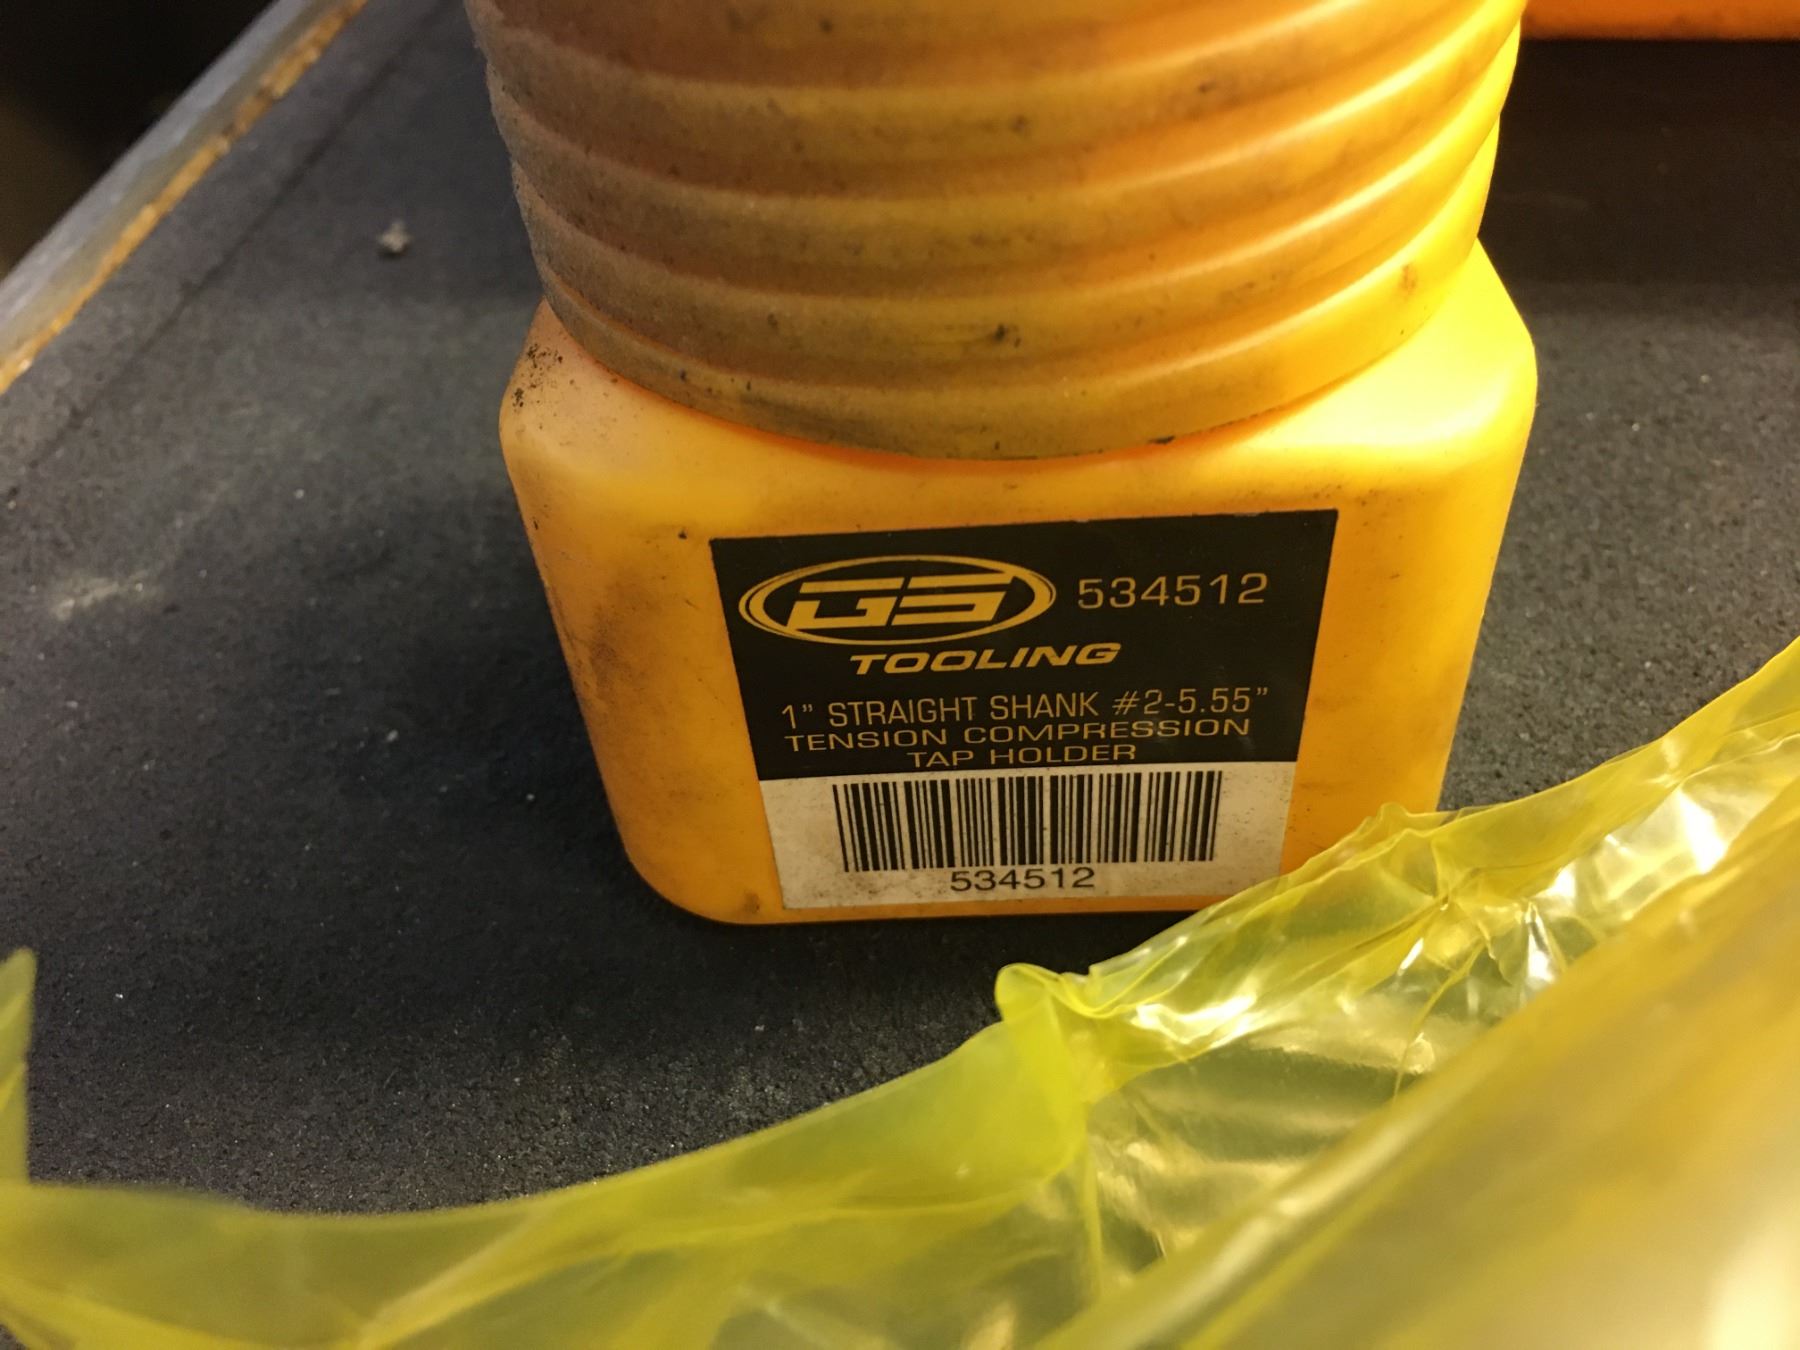 GS 534512
TOOLING
1” STRAIGHT SHANK #2-5.55”
TENSION COMPRESSION
TAP HOLDER
534512